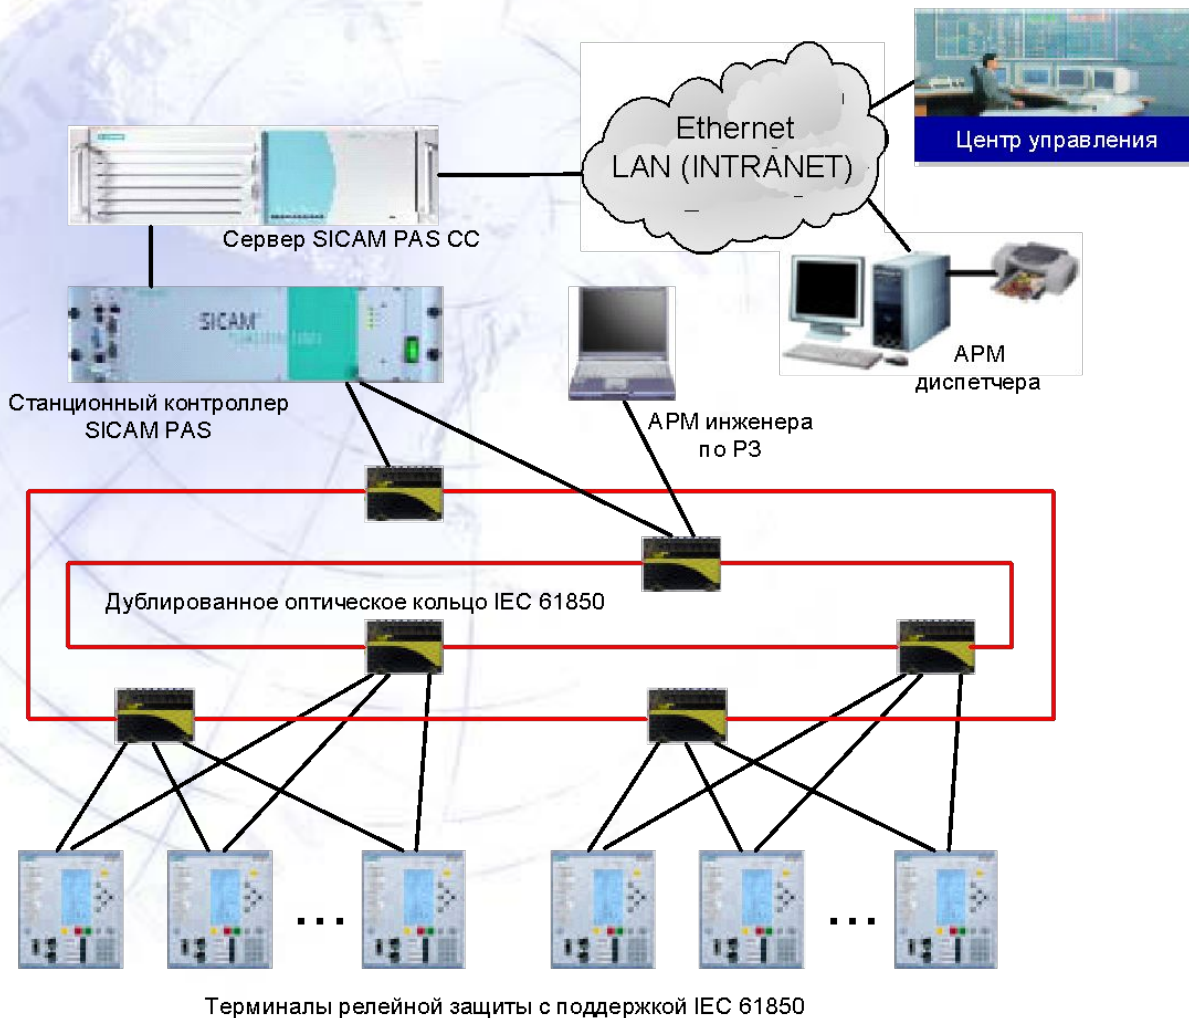 Ethernet
LAN (INTRANET)
Центр управления
Сервер SICAM PAS CC
SICAM
АРМ
диспетчера
Станционный контроллер
SICAM PAS
АРМ инженера
по РЗ
Дублированное оптическое кольцо IEC 61850
...
...
Терминалы релейной защиты с поддержкой IEC 61850